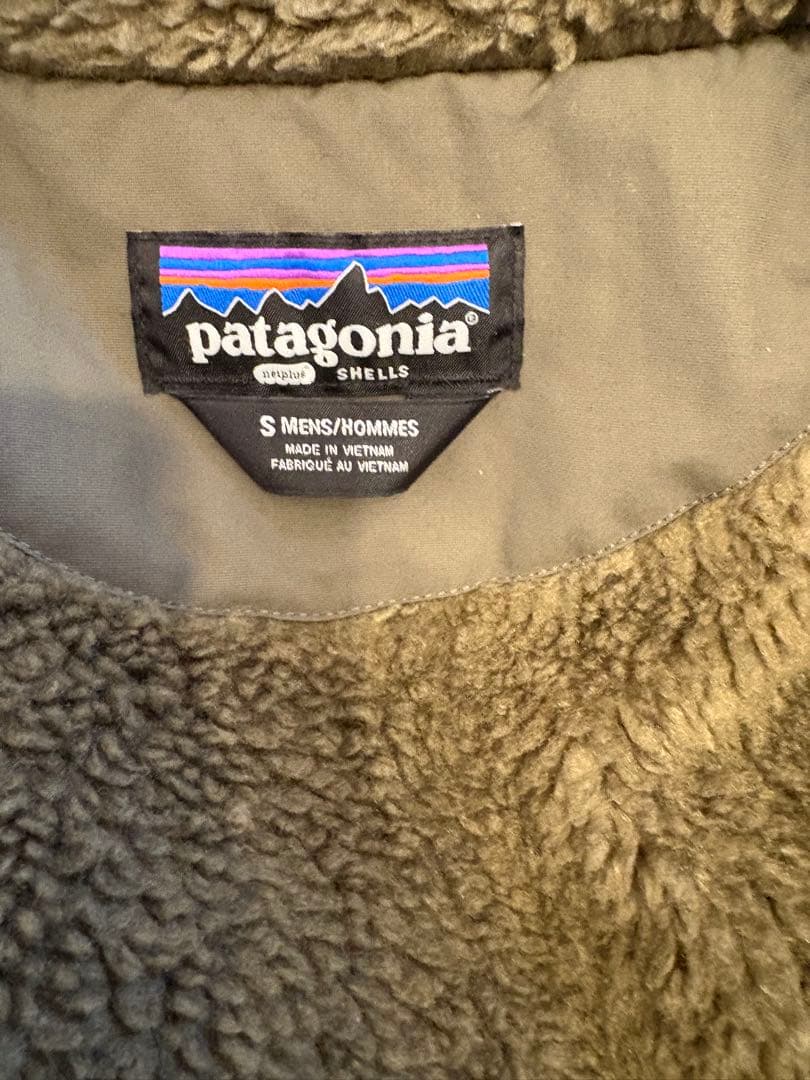 patagonia®
netplus® SHELLS
S MENS/HOMMES
MADE IN VIETNAM
FABRIQUÉ AU VIETNAM